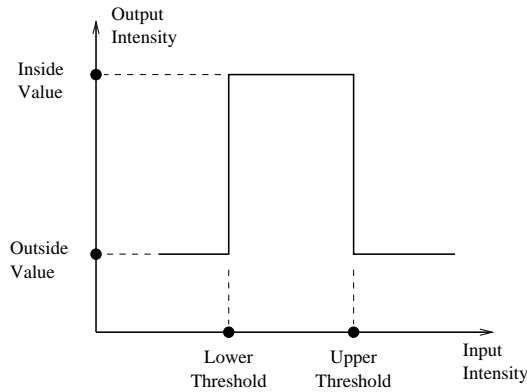 Output
Intensity
Inside
Value
Outside
Value
Lower
Threshold
Upper
Threshold
Input
Intensity